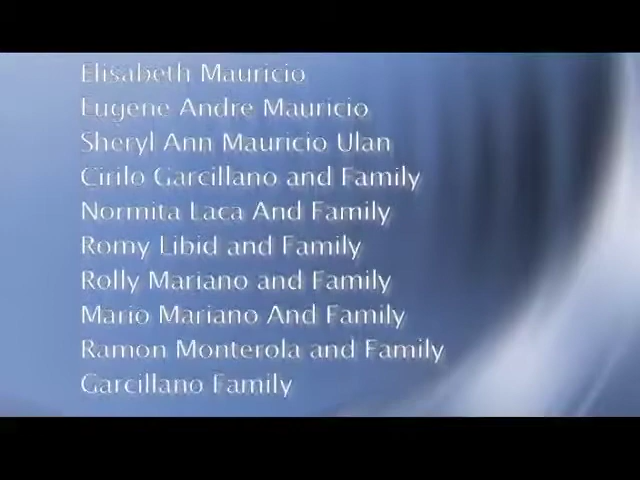 Elisabeth Mauricio
Eugene Andre Mauricio
Sheryl Ann Mauricio Ulan
Cirilo Garcillano and Family
Normita Laca And Family
Romy Libid and Family
Rolly Mariano and Family
Mario Mariano And Family
Ramon Monterola and Family
Garcillano Family